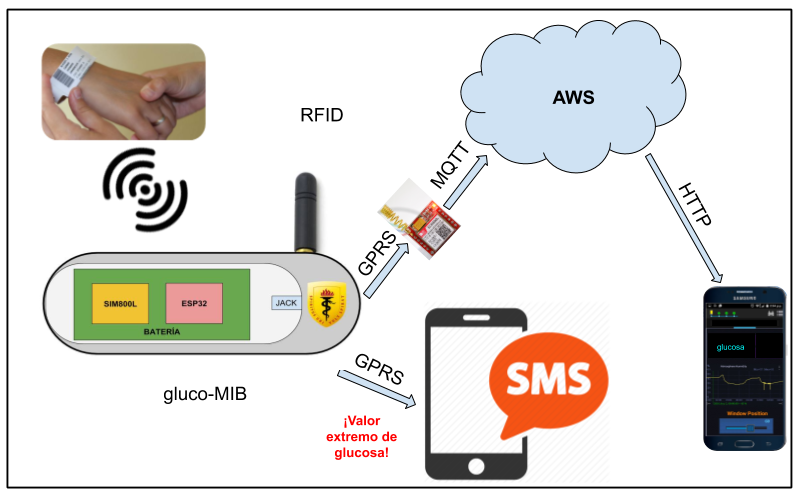 RFID
AWS
MQTT
GPRS
HTTP
SIM800L
ESP32
JACK
BATERÍA
gluco-MIB
GPRS
¡Valor
extremo de
glucosa!
SMS
SAMSUNG
glucosa
Window Position